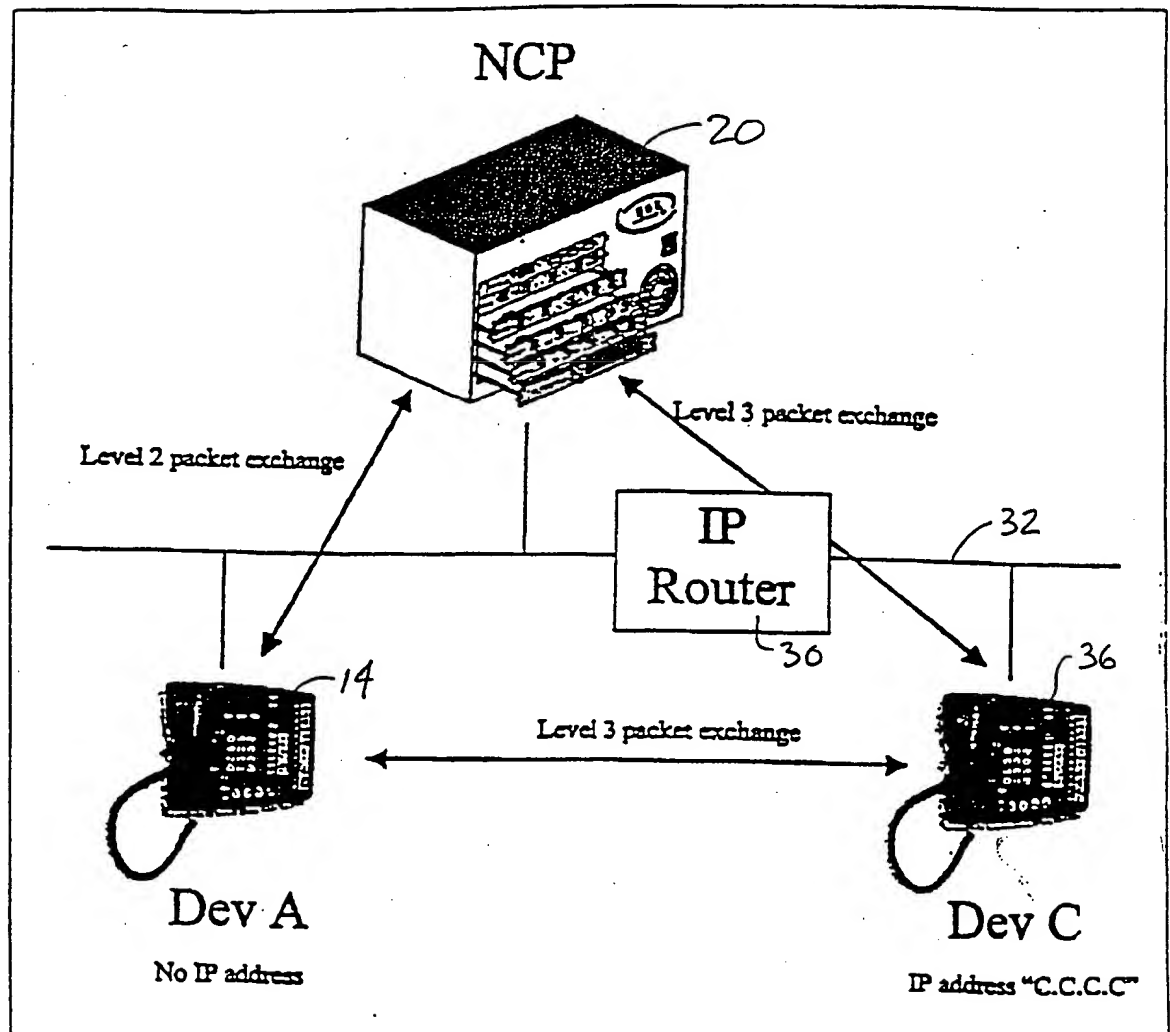 NCP
20
Level 3 packet exchange
Level 2 packet exchange
IP
Router
30
32
14
36
Level 3 packet exchange
Dev A
No IP address
Dev C
IP address "C.C.C.C"